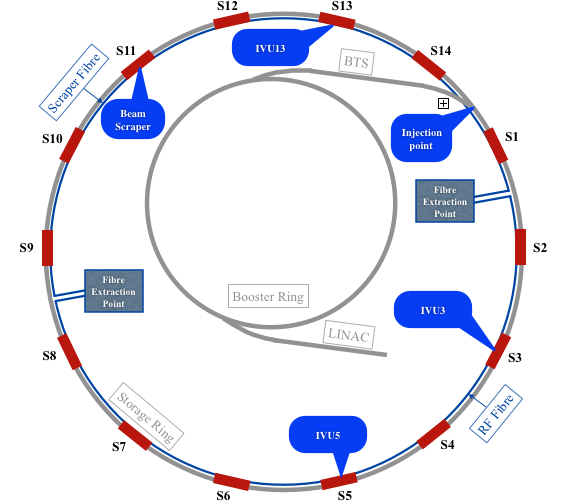 S12
S13
S11
IVU13
S14
BTS
Scraper Fibre
Beam
Scraper
Injection
point
S10
S1
Fibre
Extraction
Point
S9
S2
Fibre
Extraction
Point
Booster Ring
IVU3
LINAC
S8
S3
Storage Ring
RF Fibre
IVU5
S7
S4
S6
S5